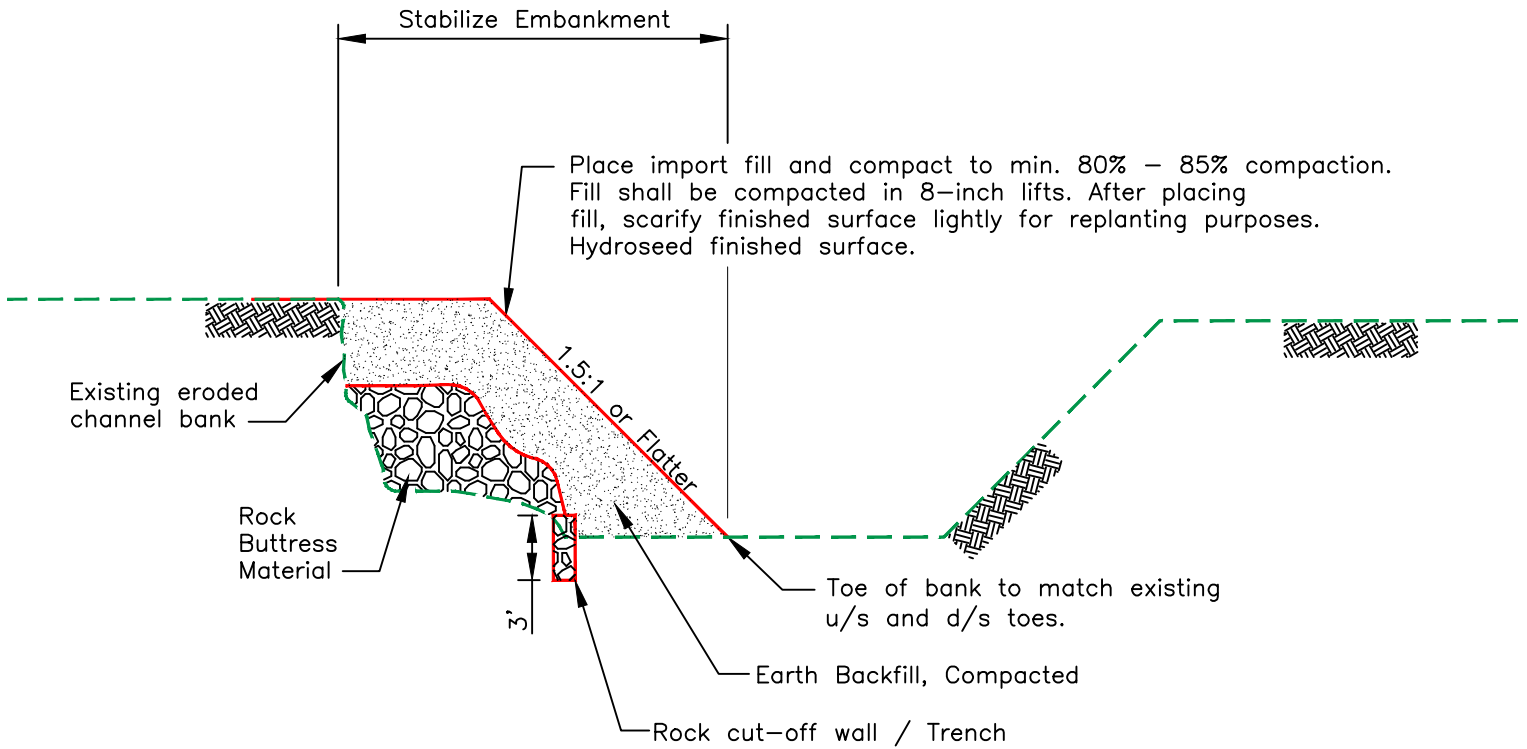 Stabilize Embankment
Place import fill and compact to min. 80% – 85% compaction.
Fill shall be compacted in 8–inch lifts. After placing
fill, scarify finished surface lightly for replanting purposes.
Hydroseed finished surface.
1.5:1 or Flatter
Existing eroded
channel bank
Rock
Buttress
Material
3'
Toe of bank to match existing
u/s and d/s toes.
Earth Backfill, Compacted
Rock cut–off wall / Trench